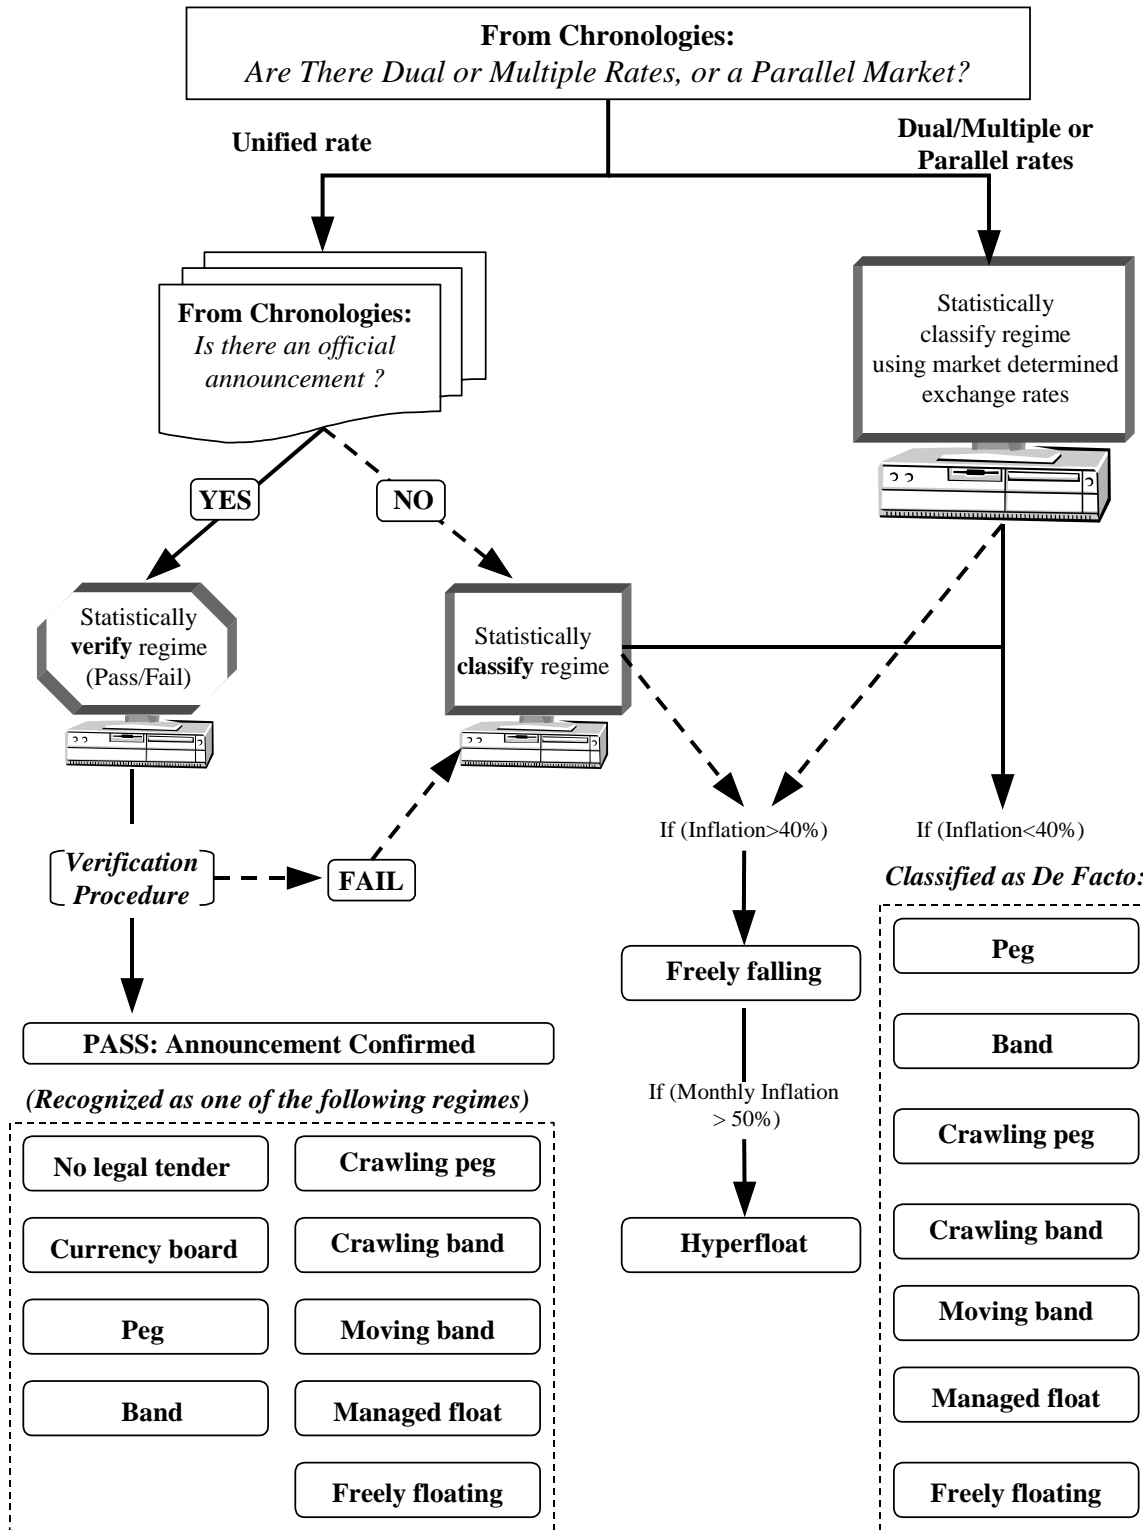 From Chronologies:
Are There Dual or Multiple Rates, or a Parallel Market?
Unified rate
Dual/Multiple or
Parallel rates
From Chronologies:
Is there an official
announcement ?
Statistically
classify regime
using market determined
exchange rates
YES
NO
Statistically
verify regime
(Pass/Fail)
Statistically
classify regime
If (Inflation>40%)
If (Inflation<40%)
Verification
Procedure
FAIL
Classified as De Facto:
Freely falling
Peg
Band
PASS: Announcement Confirmed
(Recognized as one of the following regimes)
If (Monthly Inflation
> 50%)
No legal tender
Crawling peg
Currency board
Crawling band
Peg
Moving band
Band
Managed float
Freely floating
Hyperfloat
Crawling peg
Crawling band
Moving band
Managed float
Freely floating